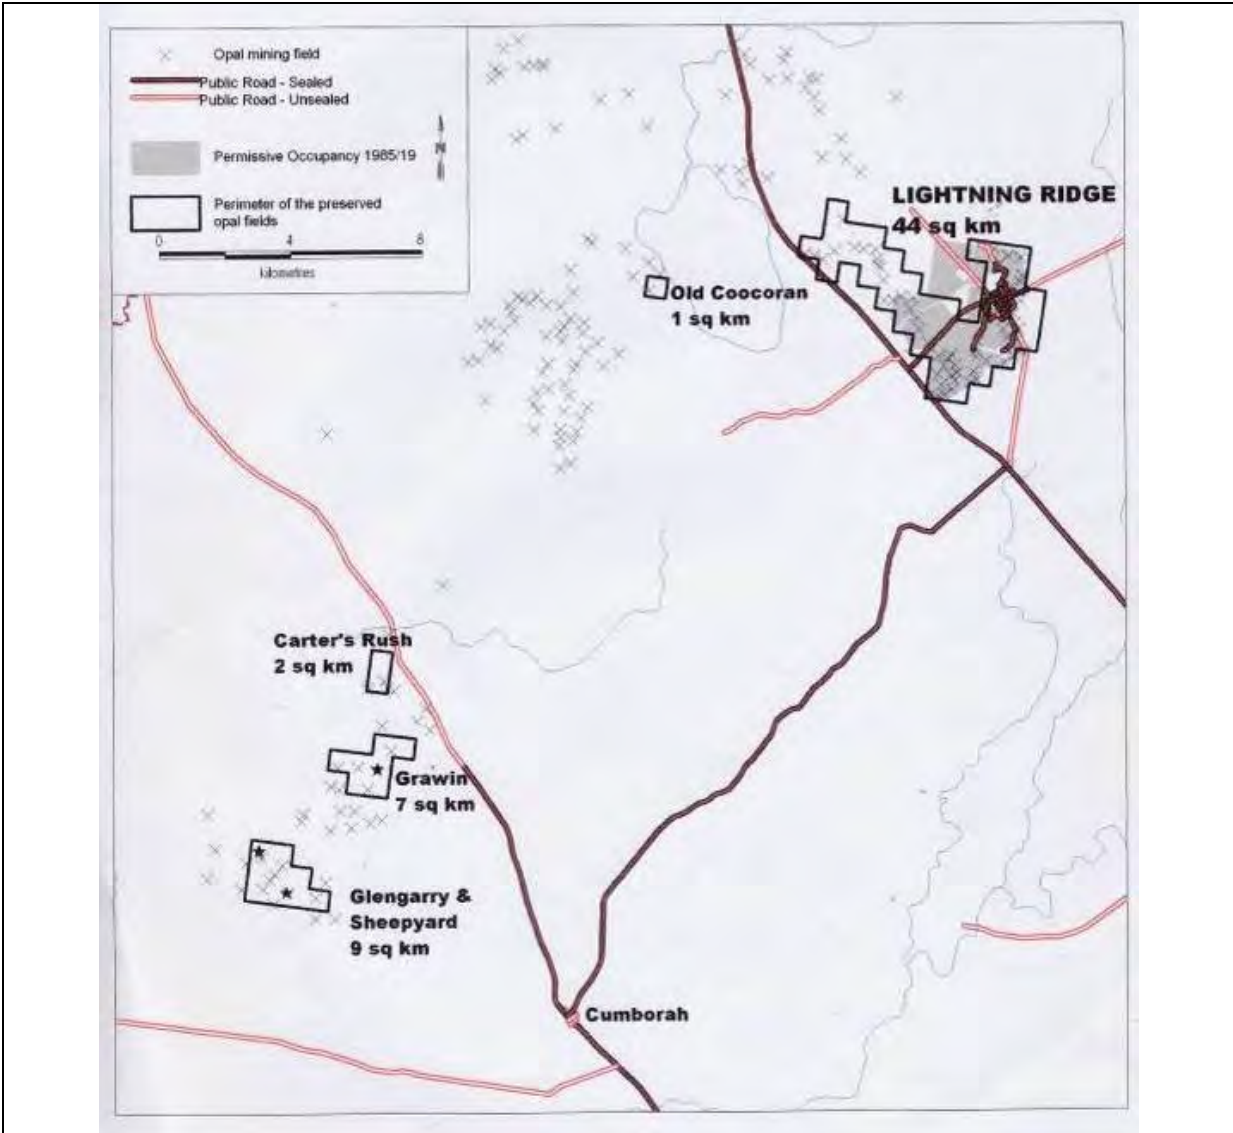 Opal mining field
Public Road - Sealed
Public Road - Unsealed
N
Permissive Occupancy 1985/19
Perimeter of the preserved
opal fields
0 4 8
kilometres
LIGHTNING RIDGE
44 sq km
Old Coocoran
1 sq km
Carter's Rush
2 sq km
Grawin
7 sq km
Glengarry &
Sheepyard
9 sq km
Cumborah